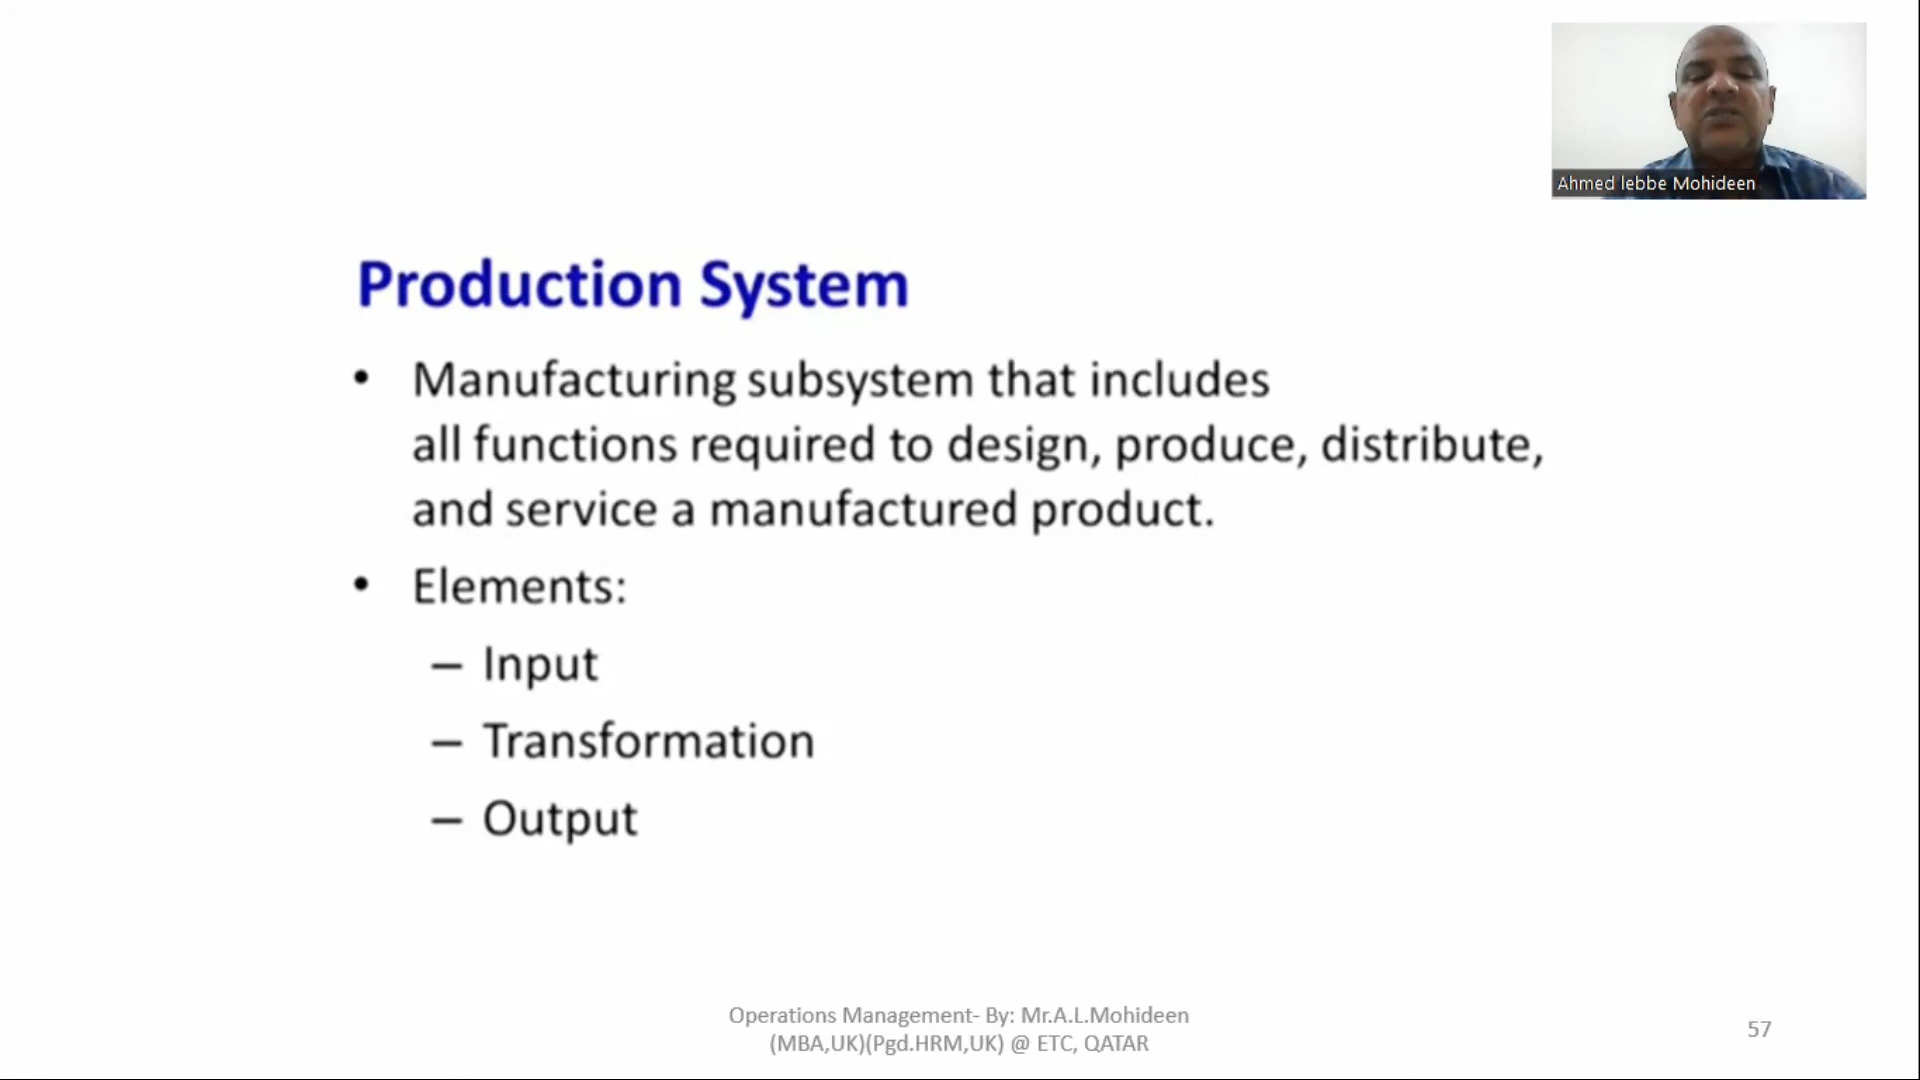 Ahmed lebbe Mohideen
Production System
• Manufacturing subsystem that includes
all functions required to design, produce, distribute,
and service a manufactured product.
• Elements:
– Input
– Transformation
– Output
Operations Management- By: Mr.A.L.Mohideen
(MBA,UK)(Pgd.HRM,UK) @ ETC, QATAR
57